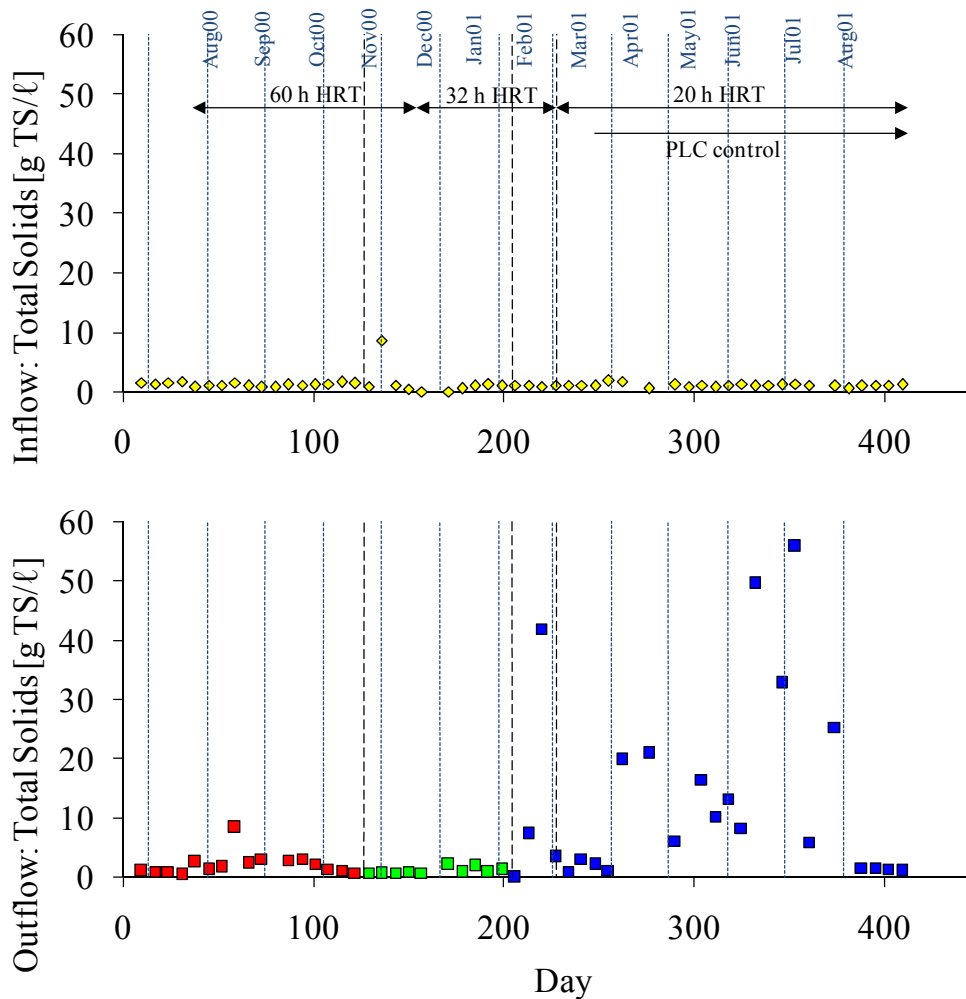 Inflow: Total Solids [g TS/ℓ]
60
50
40
30
20
10
0
Aug00
Sep00
Oct00
Nov00
Dec00
Jan01
Feb01
Mar01
Apr01
May01
Jun01
Jul01
Aug01
60 h HRT
32 h HRT
20 h HRT
PLC control
0
100
200
300
400
Outflow: Total Solids [g TS/ℓ]
60
50
40
30
20
10
0
0
100
200
300
400
Day